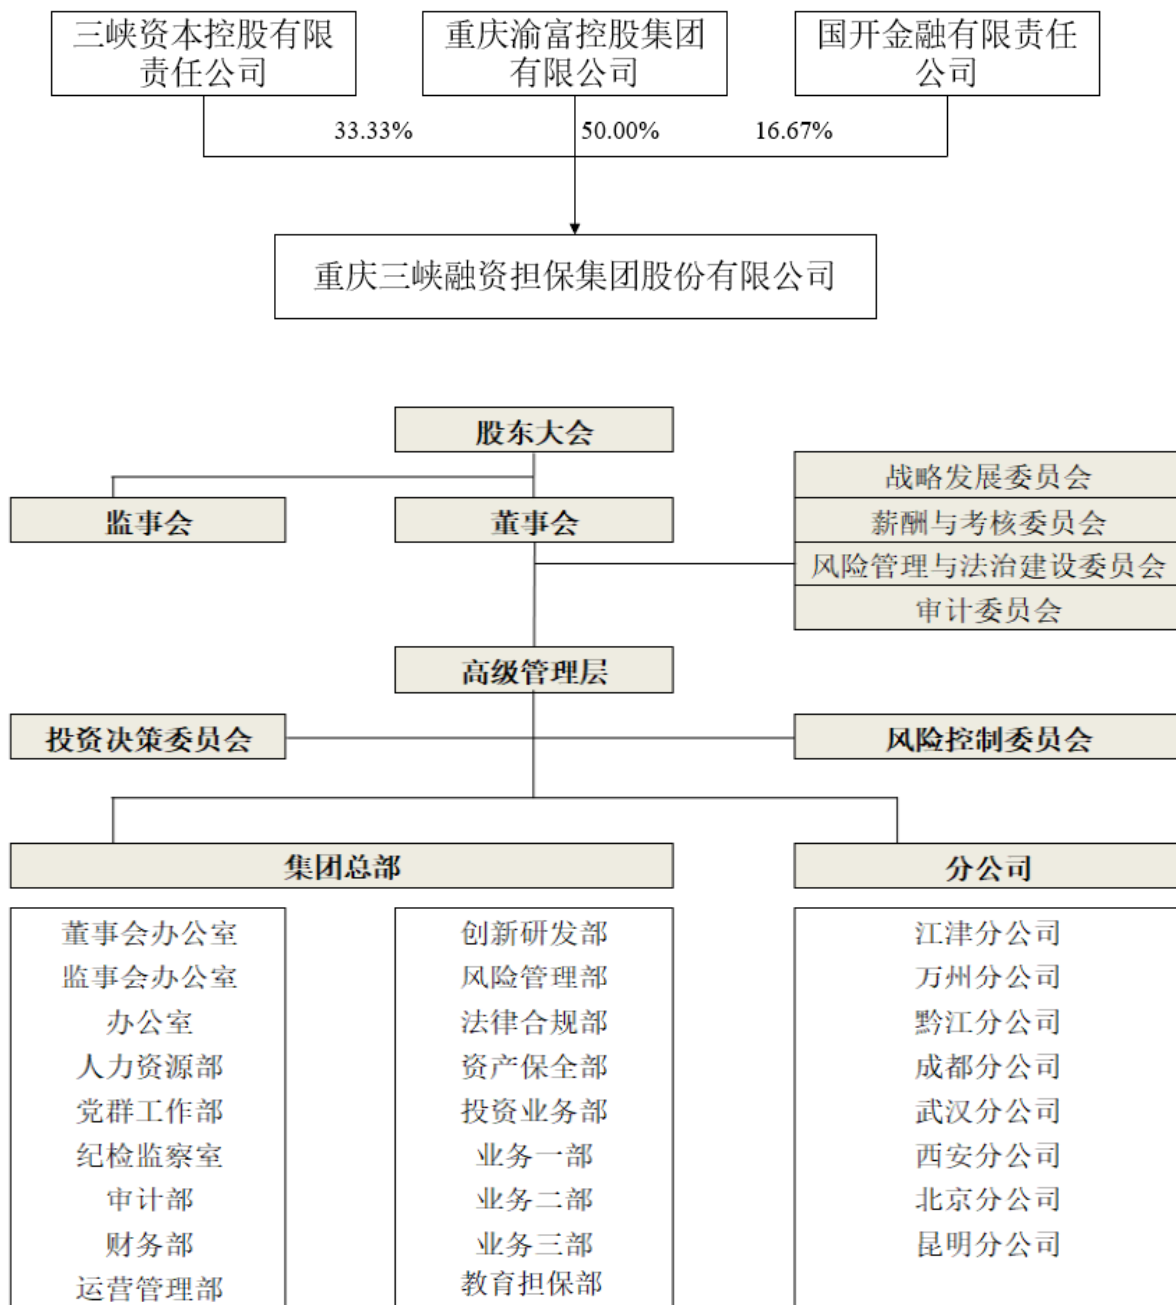 三峡资本控股有限
责任公司
重庆渝富控股集团
有限公司
国开金融有限责任
公司
33.33%
50.00%
16.67%
重庆三峡融资担保集团股份有限公司
股东大会
监事会
董事会
战略发展委员会
薪酬与考核委员会
风险管理与法治建设委员会
审计委员会
高级管理层
投资决策委员会
风险控制委员会
集团总部
分公司
董事会办公室
监事会办公室
办公室
人力资源部
党群工作部
纪检监察室
审计部
财务部
运营管理部
创新研发部
风险管理部
法律合规部
资产保全部
投资业务部
业务一部
业务二部
业务三部
教育担保部
江津分公司
万州分公司
黔江分公司
成都分公司
武汉分公司
西安分公司
北京分公司
昆明分公司